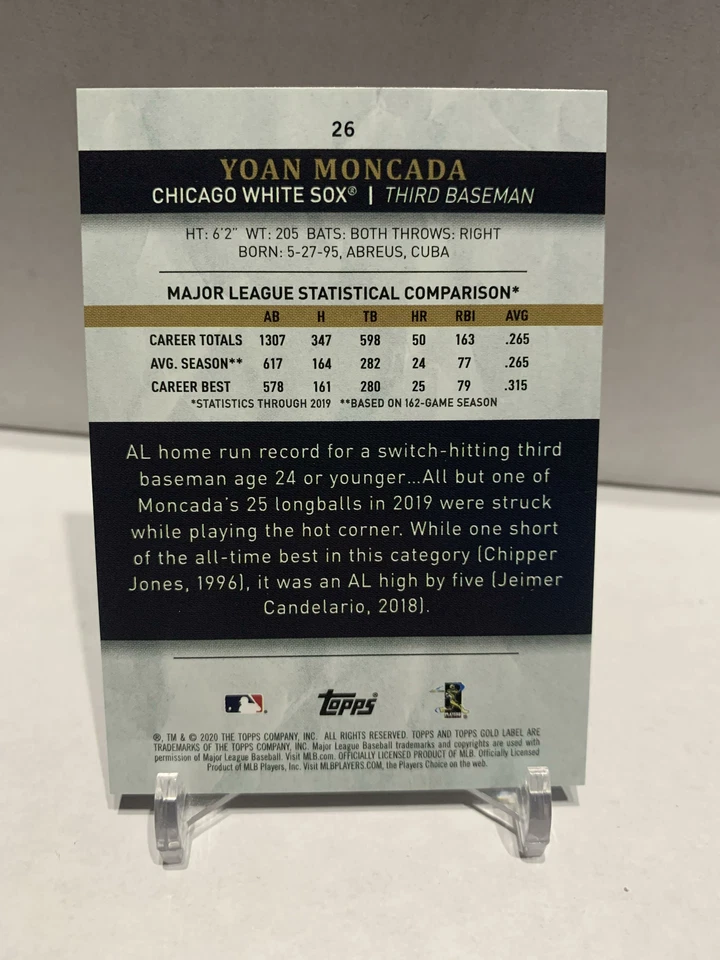 26
YOAN MONCADA
CHICAGO WHITE SOX® | THIRD BASEMAN
HT: 6'2" WT: 205 BATS: BOTH THROWS: RIGHT
BORN: 5-27-95, ABREUS, CUBA
MAJOR LEAGUE STATISTICAL COMPARISON*
AB H TB HR RBI AVG
CAREER TOTALS 1307 347 598 50 163 .265
AVG. SEASON** 617 164 282 24 77 .265
CAREER BEST 578 161 280 25 79 .315
*STATISTICS THROUGH 2019 **BASED ON 162-GAME SEASON
AL home run record for a switch-hitting third
baseman age 24 or younger...All but one of
Moncada's 25 longballs in 2019 were struck
while playing the hot corner. While one short
of the all-time best in this category (Chipper
Jones, 1996), it was an AL high by five (Jeimer
Candelario, 2018).
Topps
®, TM & © 2020 THE TOPPS COMPANY, INC. ALL RIGHTS RESERVED. TOPPS AND TOPPS GOLD LABEL ARE
TRADEMARKS OF THE TOPPS COMPANY, INC. Major League Baseball trademarks and copyrights are used with
permission of Major League Baseball. Visit MLB.com. OFFICIALLY LICENSED PRODUCT OF MLB. Officially Licensed
Product of MLB Players, Inc. Visit MLBPLAYERS.COM, the Players Choice on the web.